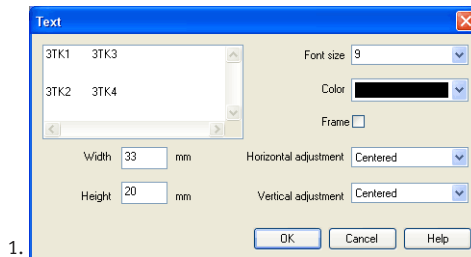 Text
3TK1 3TK3
3TK2 3TK4
Font size 9
Color
Frame
Width 33 mm
Horizontal adjustment Centered
Height 20 mm
Vertical adjustment Centered
OK Cancel Help
1.